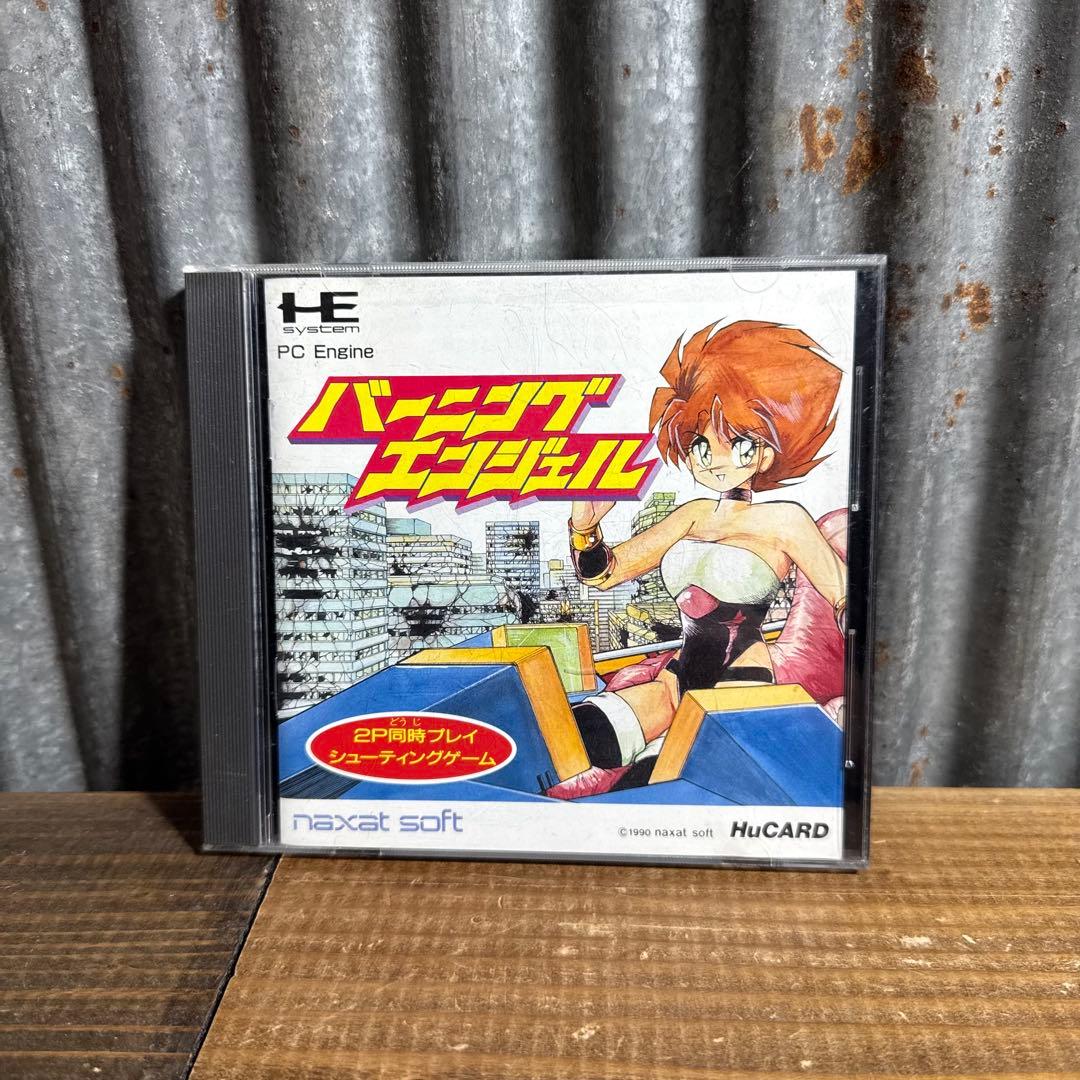 HE
system
PC Engine
バーニング
エンジェル
どうじ
2P同時プレイ
シューティングゲーム
naxat soft
©1990 naxat soft
HuCARD